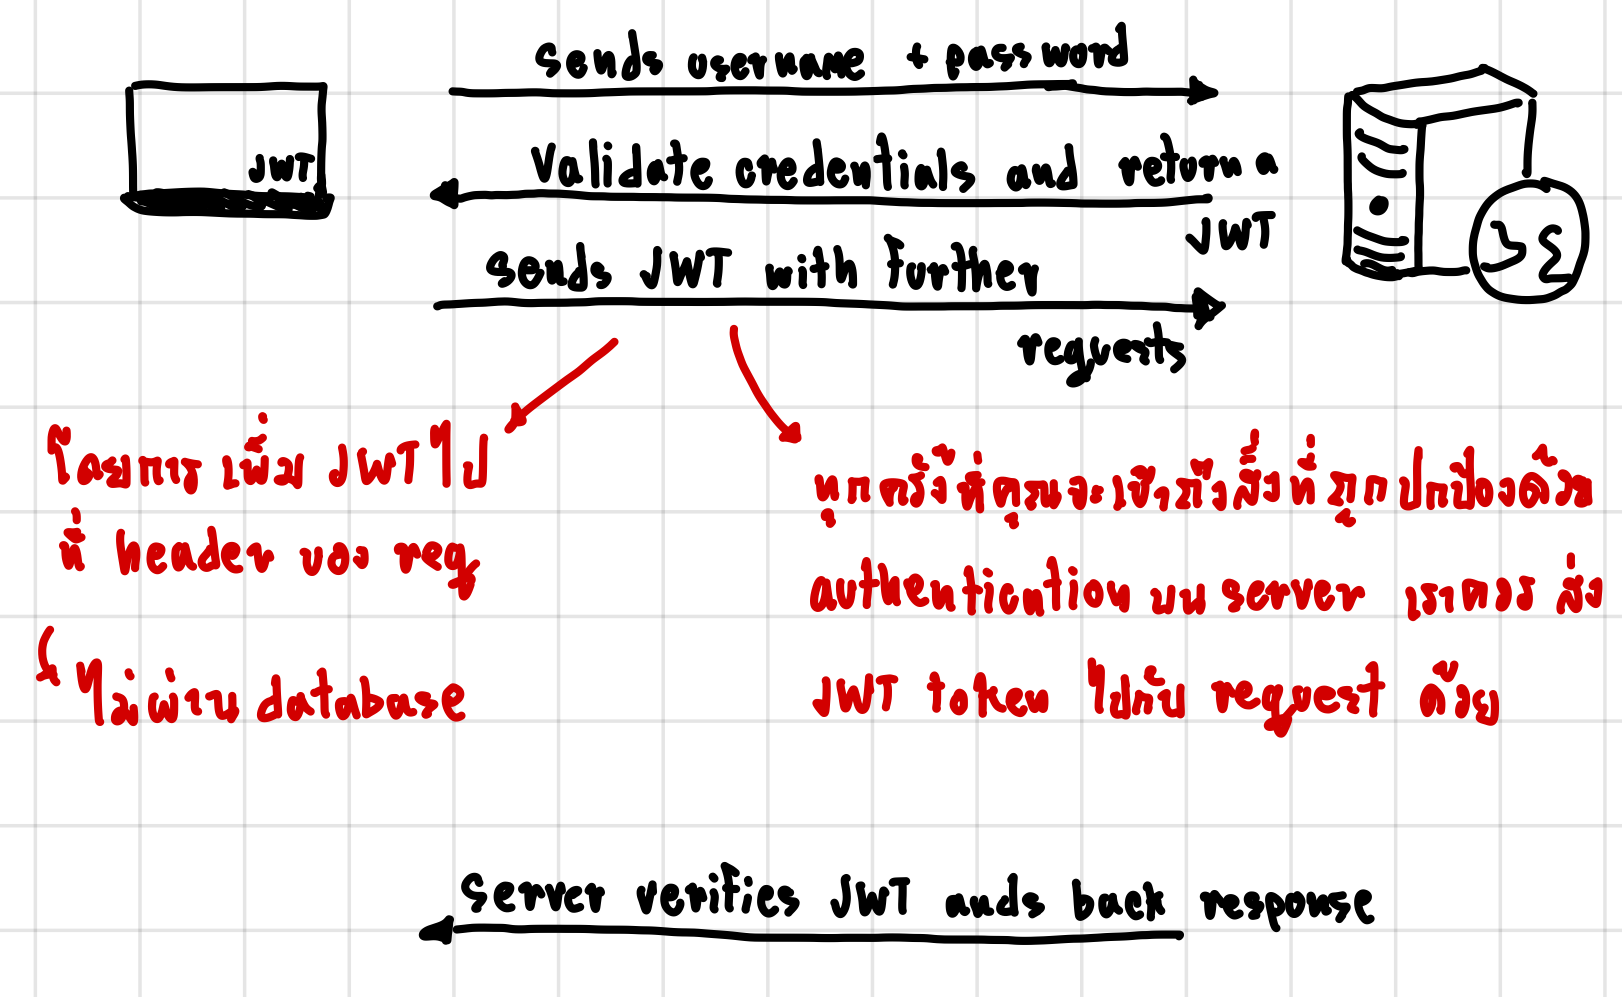 sends username + password
JWT
Validate credentials and return a
JWT
sends JWT with further
requests
โดยการ เพิ่ม JWT ไป
ที่ header ของ req
ไม่ผ่าน database
ทุกครั้งที่คุณจะเข้าถึงสิ่งที่ถูกปกป้องด้วย
authentication บน server เราควร ส่ง
JWT token ไปกับ request ด้วย
server verifies JWT ands back response